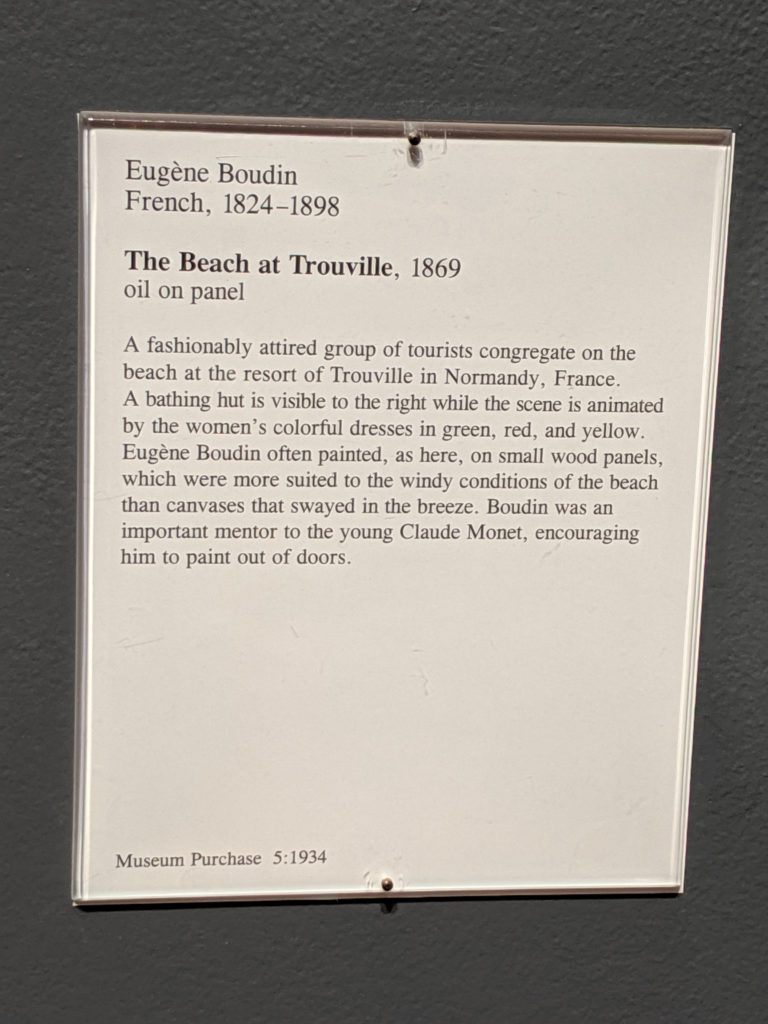 Eugène Boudin
French, 1824–1898
The Beach at Trouville, 1869
oil on panel
A fashionably attired group of tourists congregate on the
beach at the resort of Trouville in Normandy, France.
A bathing hut is visible to the right while the scene is animated
by the women's colorful dresses in green, red, and yellow.
Eugène Boudin often painted, as here, on small wood panels,
which were more suited to the windy conditions of the beach
than canvases that swayed in the breeze. Boudin was an
important mentor to the young Claude Monet, encouraging
him to paint out of doors.
Museum Purchase 5:1934